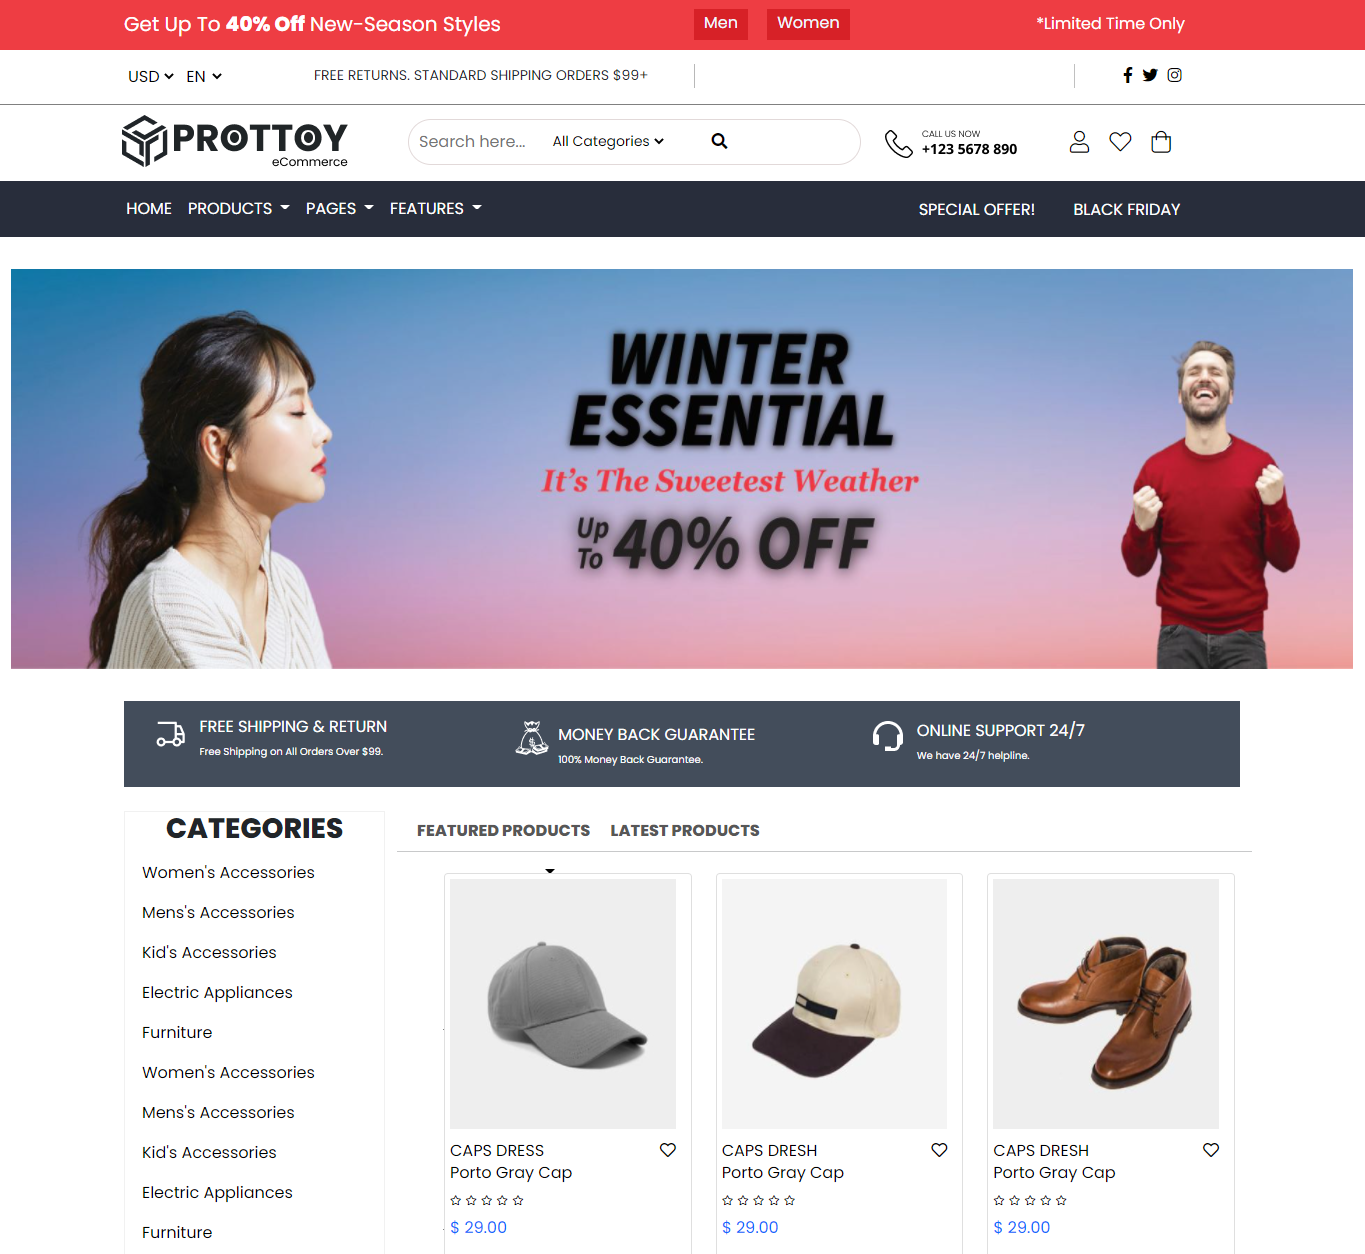 Get Up To 40% Off New-Season Styles
Men
Women
*Limited Time Only
USD
EN
FREE RETURNS. STANDARD SHIPPING ORDERS $99+
PROTTOY
eCommerce
Search here...
All Categories
CALL US NOW
+123 5678 890
HOME
PRODUCTS
PAGES
FEATURES
SPECIAL OFFER!
BLACK FRIDAY
WINTER
ESSENTIAL
It's The Sweetest Weather
Up To 40% OFF
FREE SHIPPING & RETURN
Free Shipping on All Orders Over $99.
MONEY BACK GUARANTEE
100% Money Back Guarantee.
ONLINE SUPPORT 24/7
We have 24/7 helpline.
CATEGORIES
Women's Accessories
Mens's Accessories
Kid's Accessories
Electric Appliances
Furniture
Women's Accessories
Mens's Accessories
Kid's Accessories
Electric Appliances
Furniture
FEATURED PRODUCTS
LATEST PRODUCTS
CAPS DRESS
Porto Gray Cap
$ 29.00
CAPS DRESH
Porto Gray Cap
$ 29.00
CAPS DRESH
Porto Gray Cap
$ 29.00